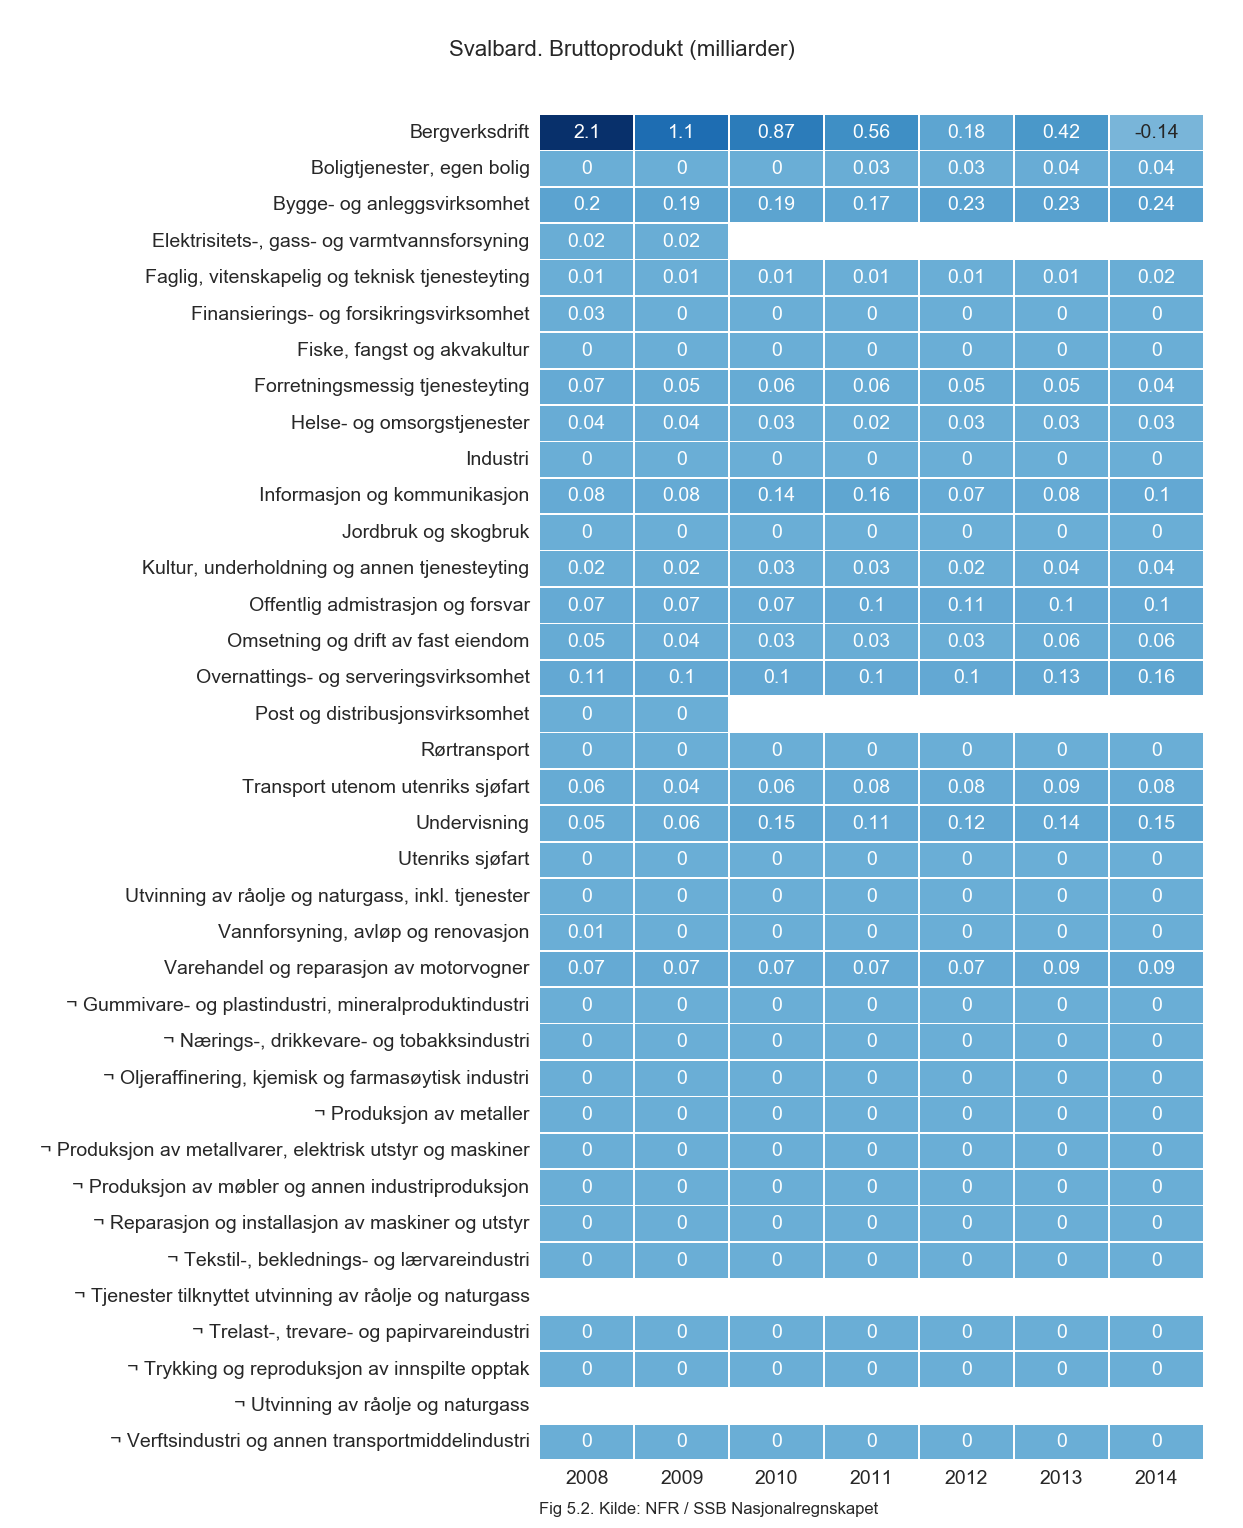 Svalbard. Bruttoprodukt (milliarder)
Bergverksdrift 2.1 1.1 0.87 0.56 0.18 0.42 -0.14
Boligtjenester, egen bolig 0 0 0 0.03 0.03 0.04 0.04
Bygge- og anleggsvirksomhet 0.2 0.19 0.19 0.17 0.23 0.23 0.24
Elektrisitets-, gass- og varmtvannsforsyning 0.02 0.02
Faglig, vitenskapelig og teknisk tjenesteyting 0.01 0.01 0.01 0.01 0.01 0.01 0.02
Finansierings- og forsikringsvirksomhet 0.03 0 0 0 0 0 0
Fiske, fangst og akvakultur 0 0 0 0 0 0 0
Forretningsmessig tjenesteyting 0.07 0.05 0.06 0.06 0.05 0.05 0.04
Helse- og omsorgstjenester 0.04 0.04 0.03 0.02 0.03 0.03 0.03
Industri 0 0 0 0 0 0 0
Informasjon og kommunikasjon 0.08 0.08 0.14 0.16 0.07 0.08 0.1
Jordbruk og skogbruk 0 0 0 0 0 0 0
Kultur, underholdning og annen tjenesteyting 0.02 0.02 0.03 0.03 0.02 0.04 0.04
Offentlig admistrasjon og forsvar 0.07 0.07 0.07 0.1 0.11 0.1 0.1
Omsetning og drift av fast eiendom 0.05 0.04 0.03 0.03 0.03 0.06 0.06
Overnattings- og serveringsvirksomhet 0.11 0.1 0.1 0.1 0.1 0.13 0.16
Post og distribusjonsvirksomhet 0 0
Rørtransport 0 0 0 0 0 0 0
Transport utenom utenriks sjøfart 0.06 0.04 0.06 0.08 0.08 0.09 0.08
Undervisning 0.05 0.06 0.15 0.11 0.12 0.14 0.15
Utenriks sjøfart 0 0 0 0 0 0 0
Utvinning av råolje og naturgass, inkl. tjenester 0 0 0 0 0 0 0
Vannforsyning, avløp og renovasjon 0.01 0 0 0 0 0 0
Varehandel og reparasjon av motorvogner 0.07 0.07 0.07 0.07 0.07 0.09 0.09
¬ Gummivare- og plastindustri, mineralproduktindustri 0 0 0 0 0 0 0
¬ Nærings-, drikkevare- og tobakksindustri 0 0 0 0 0 0 0
¬ Oljeraffinering, kjemisk og farmasøytisk industri 0 0 0 0 0 0 0
¬ Produksjon av metaller 0 0 0 0 0 0 0
¬ Produksjon av metallvarer, elektrisk utstyr og maskiner 0 0 0 0 0 0 0
¬ Produksjon av møbler og annen industriproduksjon 0 0 0 0 0 0 0
¬ Reparasjon og installasjon av maskiner og utstyr 0 0 0 0 0 0 0
¬ Tekstil-, beklednings- og lærvareindustri 0 0 0 0 0 0 0
¬ Tjenester tilknyttet utvinning av råolje og naturgass
¬ Trelast-, trevare- og papirvareindustri 0 0 0 0 0 0 0
¬ Trykking og reproduksjon av innspilte opptak 0 0 0 0 0 0 0
¬ Utvinning av råolje og naturgass
¬ Verftsindustri og annen transportmiddelindustri 0 0 0 0 0 0 0
2008 2009 2010 2011 2012 2013 2014
Fig 5.2. Kilde: NFR / SSB Nasjonalregnskapet